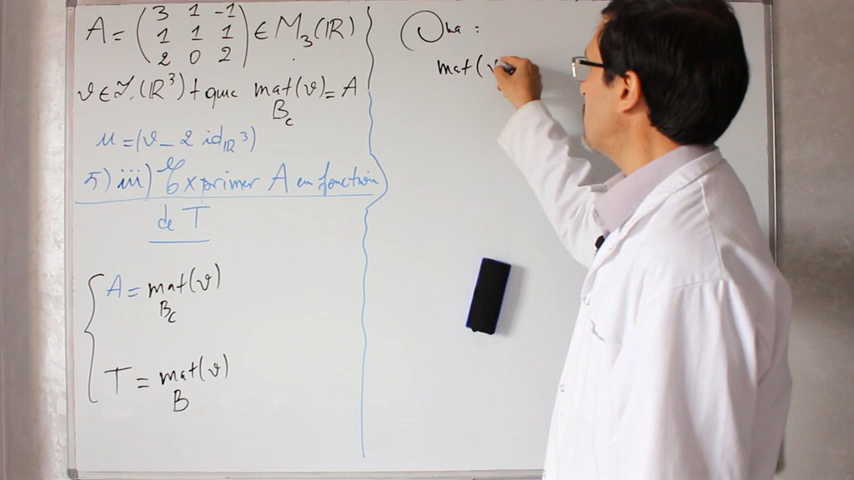 A = ( 3 1 -1
1 1 1
2 0 2 ) ∈ M₃(ℝ)
v ∈ ℒ(ℝ³) tq que mat(v) = A
B_c
u = (v - 2 id_ℝ³)
5) iii) Exprimer A en fonction
de T
A = mat(v)
B_c
T = mat(v)
B
On a :
mat(v